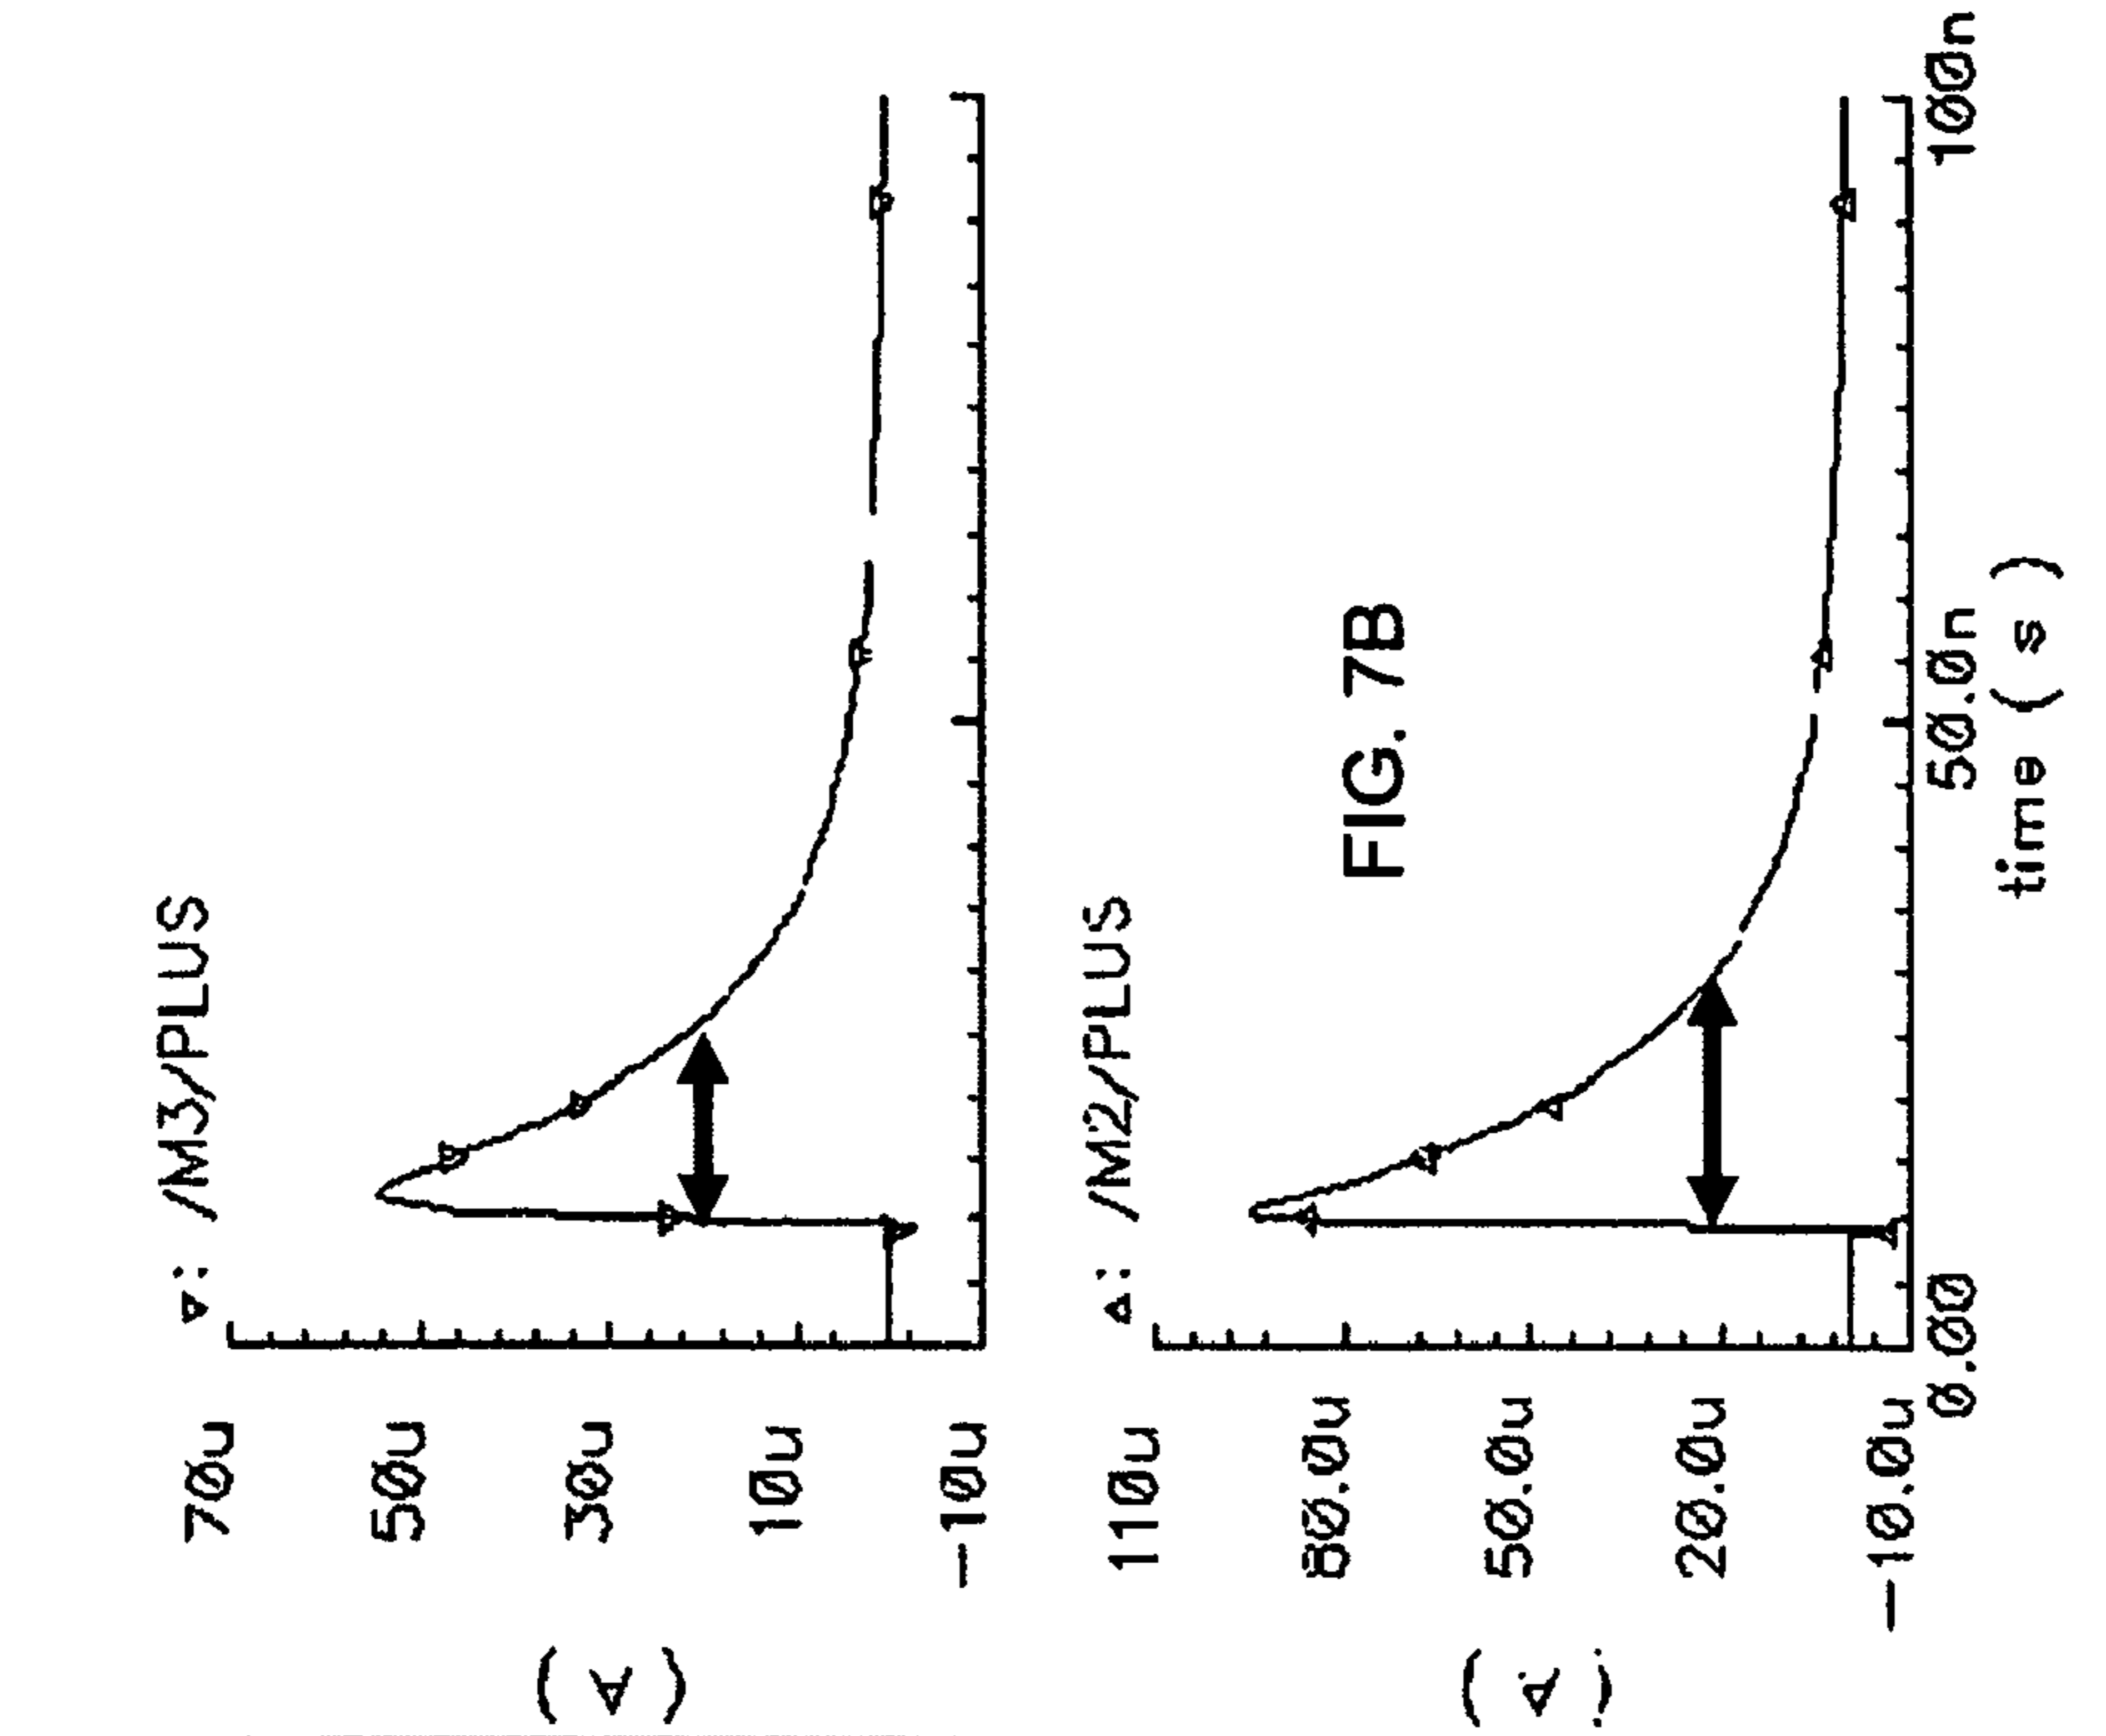 ▽: /M3/PLUS
70u
50u
30u
10u
-10u
(A)
△: /M2/PLUS
110u
80.0u
50.0u
20.0u
-10.0u
(A)
FIG. 7B
0.00
50.0n
100n
time ( s )